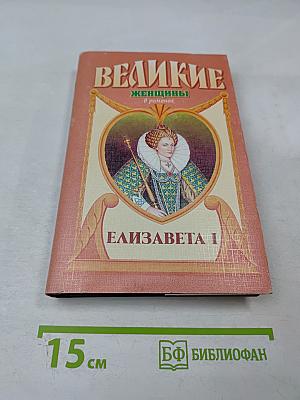 ВЕЛИКИЕ
ЖЕНЩИНЫ
в романах
ЕЛИЗАВЕТА I
15 см
БФ БИБЛИОФАН